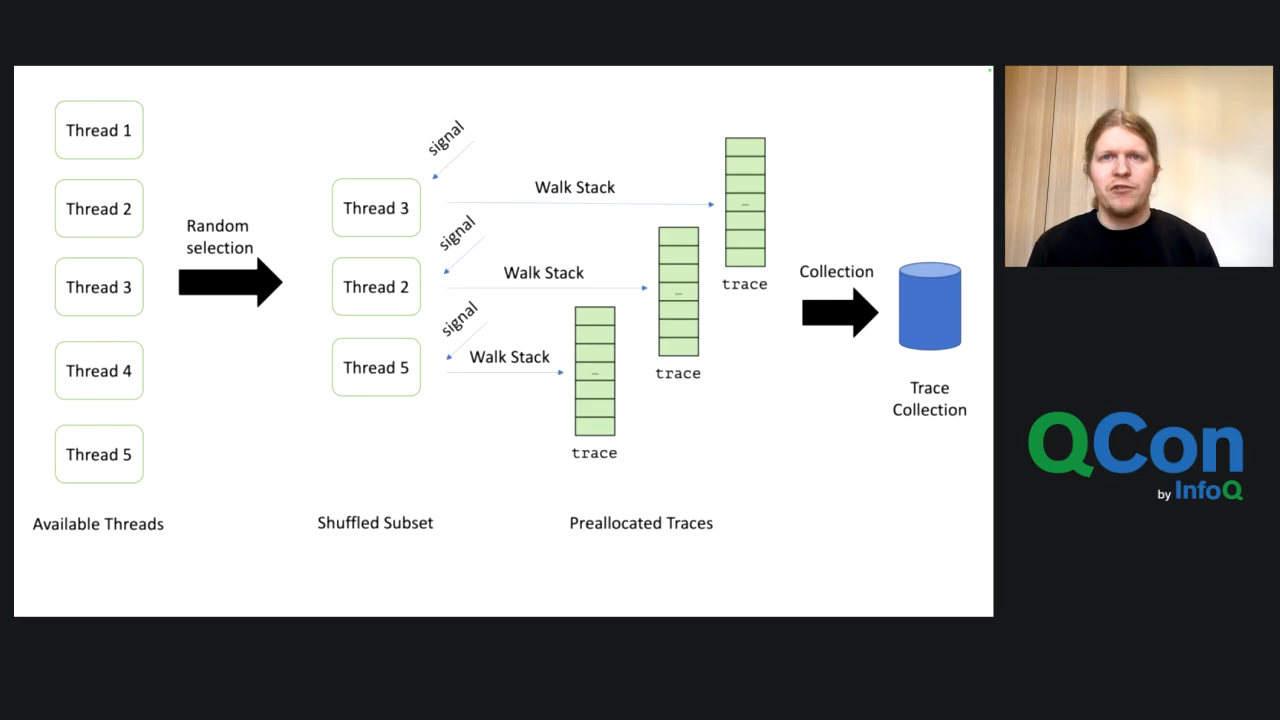 Thread 1
Thread 2
Thread 3
Thread 4
Thread 5
Available Threads
Random
selection
signal
Thread 3
signal
Thread 2
signal
Thread 5
Shuffled Subset
Walk Stack
Walk Stack
Walk Stack
...
trace
...
trace
...
trace
Preallocated Traces
Collection
Trace
Collection
QCon
by InfoQ